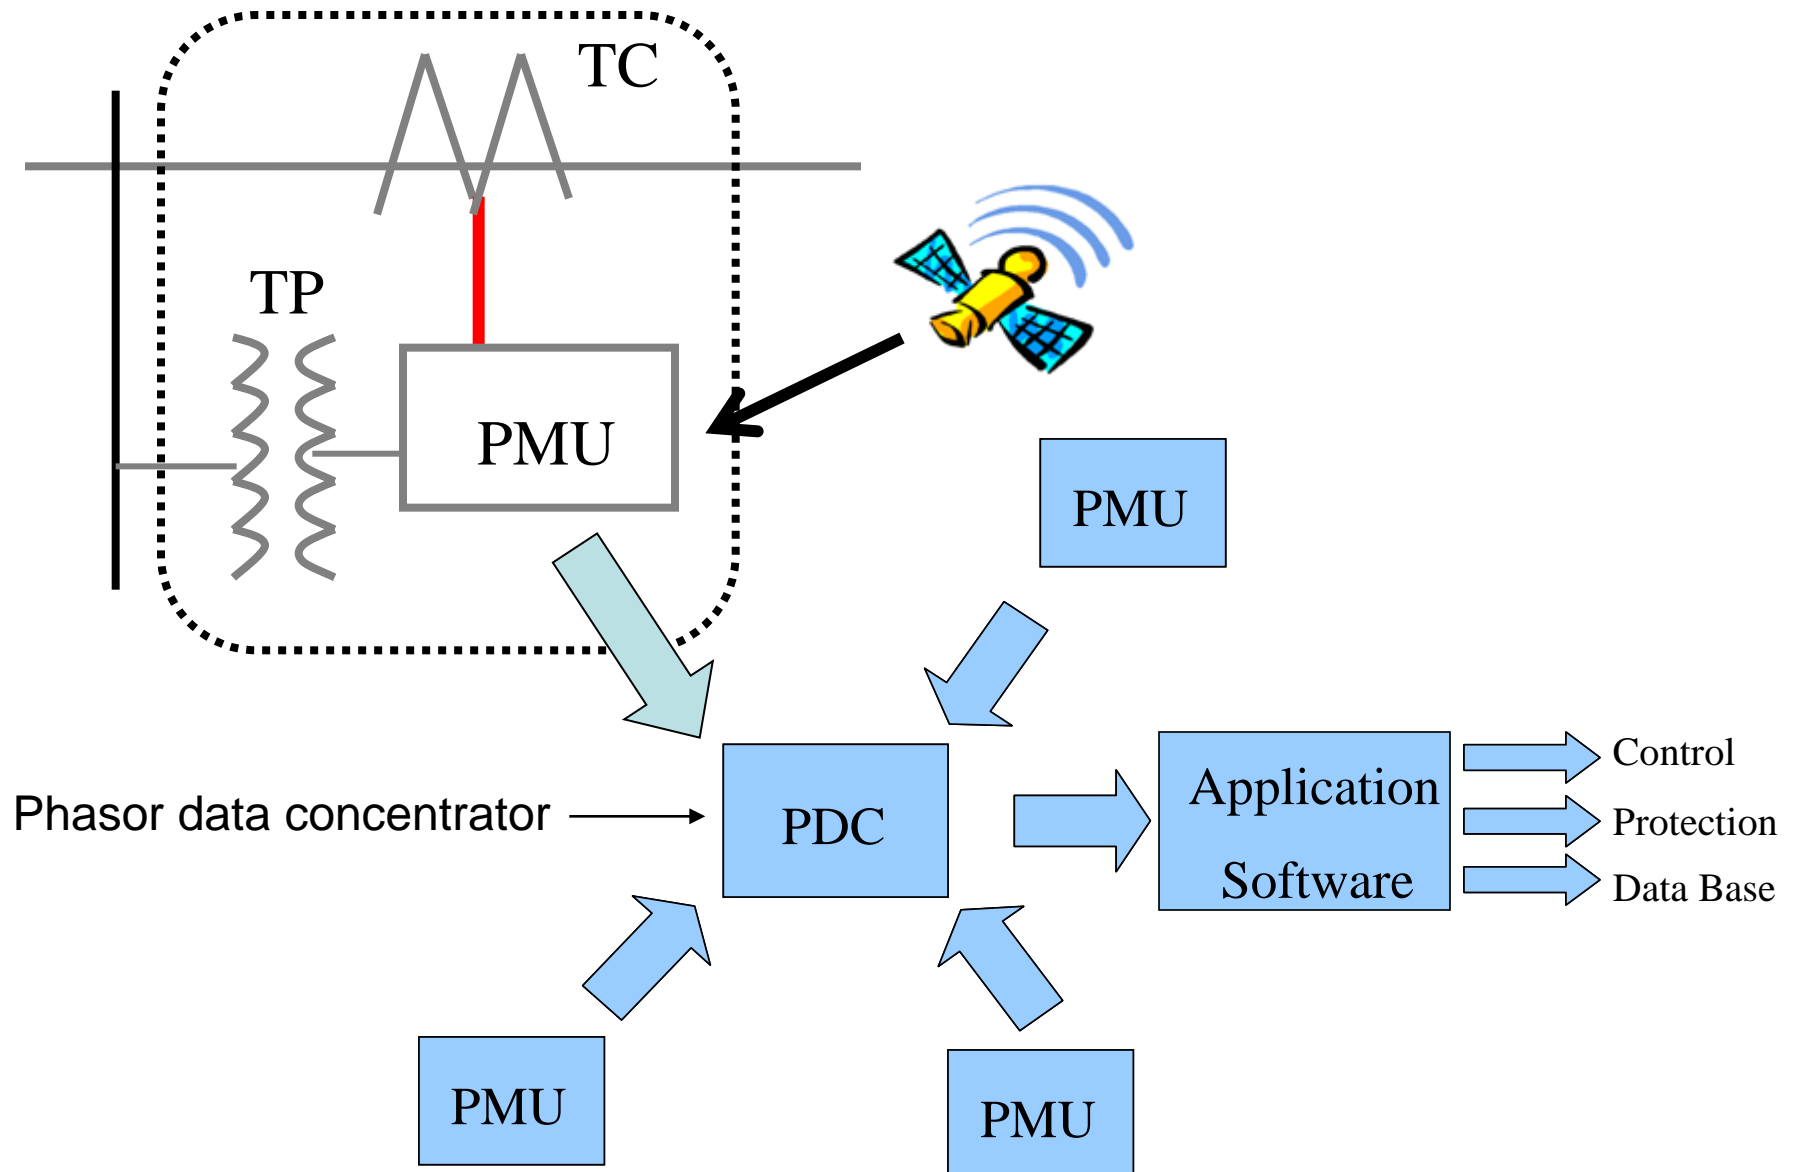 TC
TP
PMU
PMU
Phasor data concentrator
PDC
Application
Software
Control
Protection
Data Base
PMU
PMU